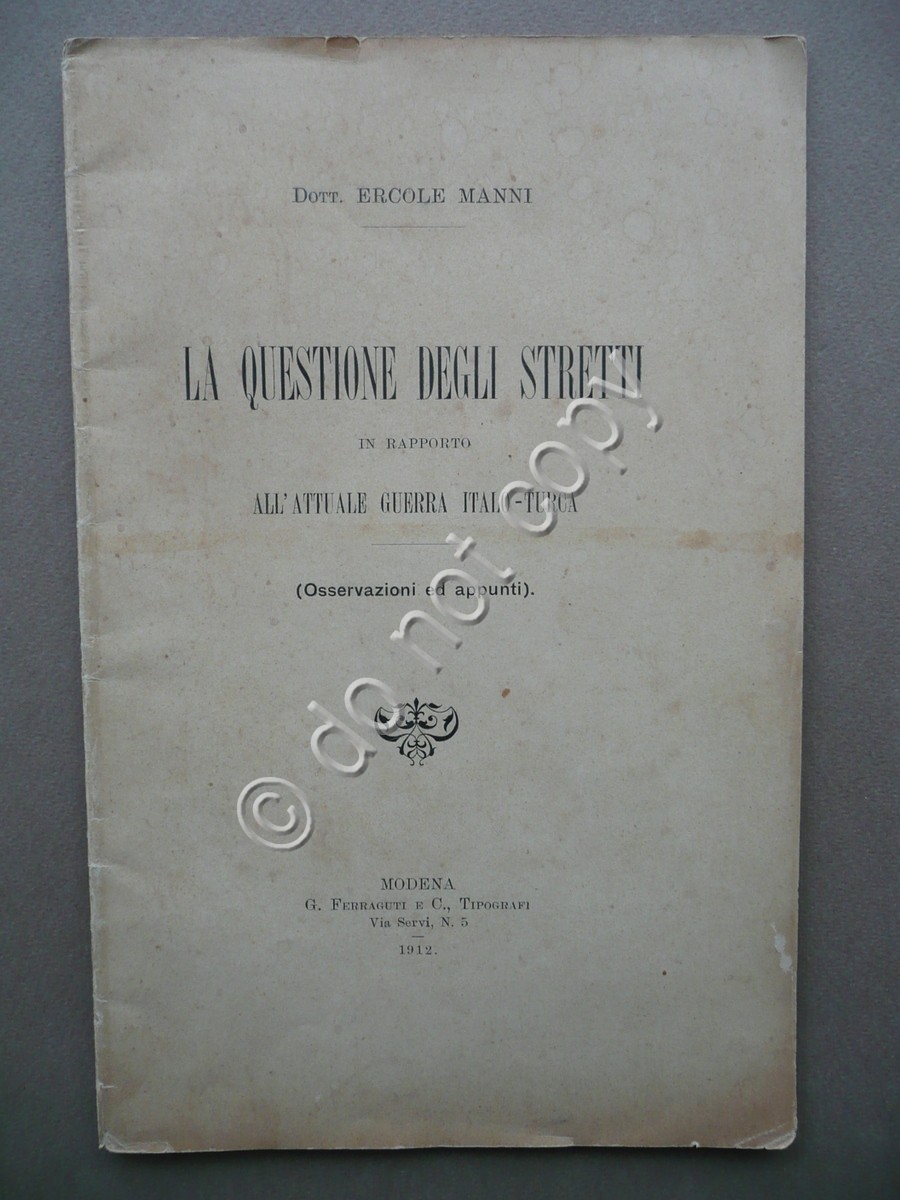 Dott. ERCOLE MANNI
LA QUESTIONE DEGLI STRETTI
IN RAPPORTO
ALL'ATTUALE GUERRA ITALO-TURCA
(Osservazioni ed appunti).
© do not copy
MODENA
G. Ferraguti e C., Tipografi
Via Servi, N. 5
1912.